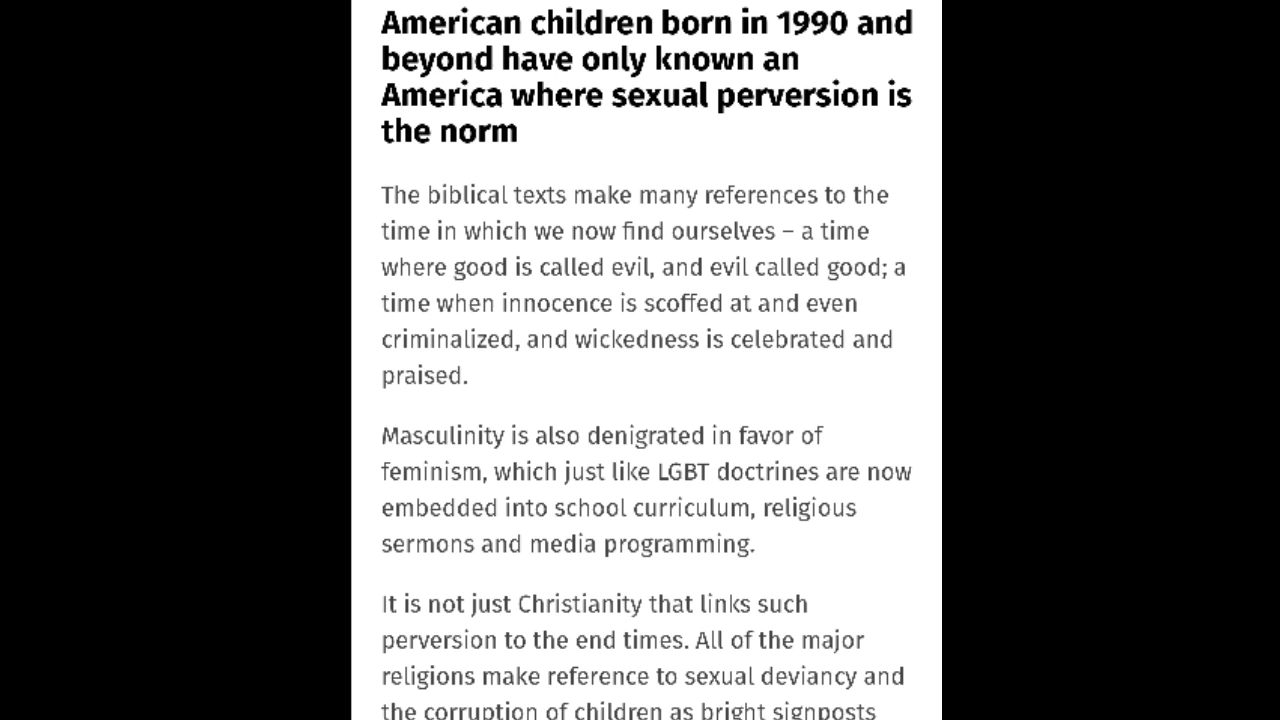 American children born in 1990 and
beyond have only known an
America where sexual perversion is
the norm
The biblical texts make many references to the
time in which we now find ourselves – a time
where good is called evil, and evil called good; a
time when innocence is scoffed at and even
criminalized, and wickedness is celebrated and
praised.
Masculinity is also denigrated in favor of
feminism, which just like LGBT doctrines are now
embedded into school curriculum, religious
sermons and media programming.
It is not just Christianity that links such
perversion to the end times. All of the major
religions make reference to sexual deviancy and
the corruption of children as bright signposts